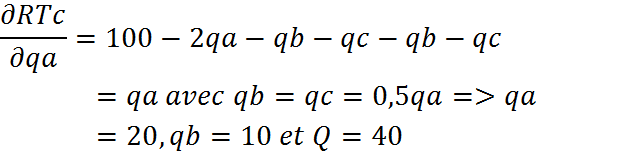 ∂RTc/∂qa = 100 − 2qa − qb − qc − qb − qc
= qa avec qb = qc = 0,5qa => qa
= 20, qb = 10 et Q = 40